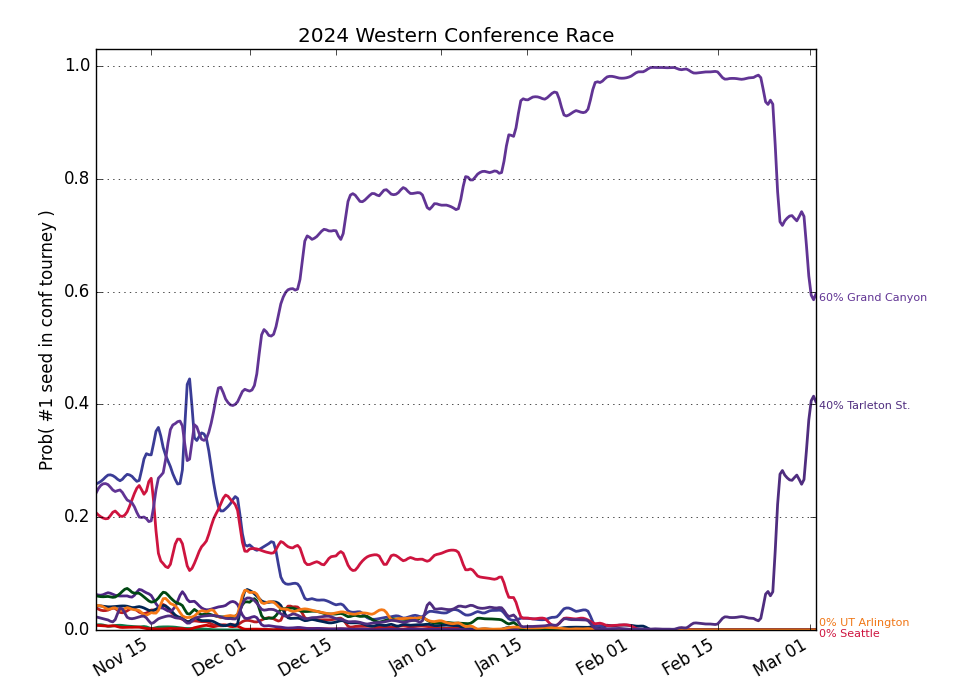 2024 Western Conference Race
Prob( #1 seed in conf tourney )
1.0
0.8
0.6
0.4
0.2
0.0
60% Grand Canyon
40% Tarleton St.
0% UT Arlington
0% Seattle
Nov 15
Dec 01
Dec 15
Jan 01
Jan 15
Feb 01
Feb 15
Mar 01